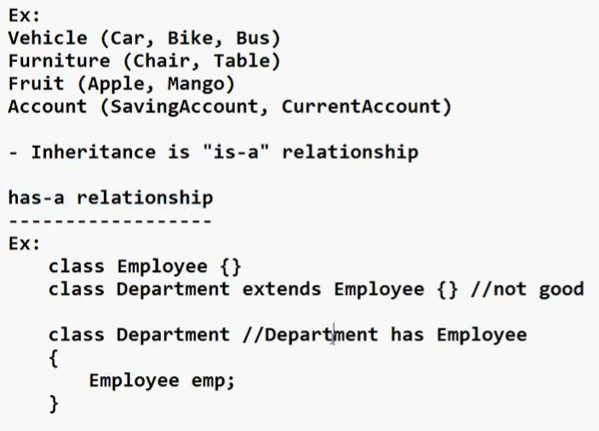 Ex:
Vehicle (Car, Bike, Bus)
Furniture (Chair, Table)
Fruit (Apple, Mango)
Account (SavingAccount, CurrentAccount)
- Inheritance is "is-a" relationship
has-a relationship
------------------
Ex:
class Employee {}
class Department extends Employee {} //not good
class Department //Department has Employee
{
Employee emp;
}